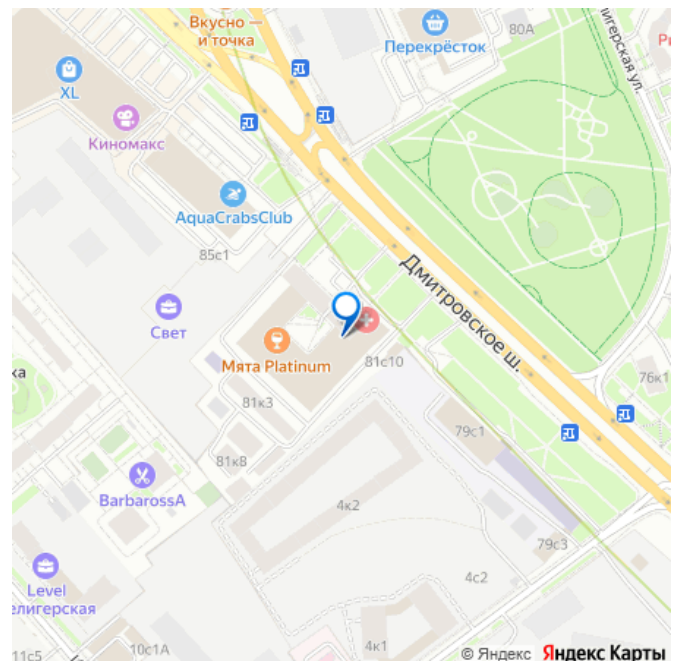 Вкусно —
и точка
Перекрёсток
80А
XL
Киномакс
AquaCrabsClub
85с1
Дмитровское ш.
Свет
Мята Platinum
81с10
81к3
76к1
79с1
81к8
BarbarossA
4к2
79с3
Level
4с2
4к1
10с1А
11с5
© Яндекс Яндекс Карты